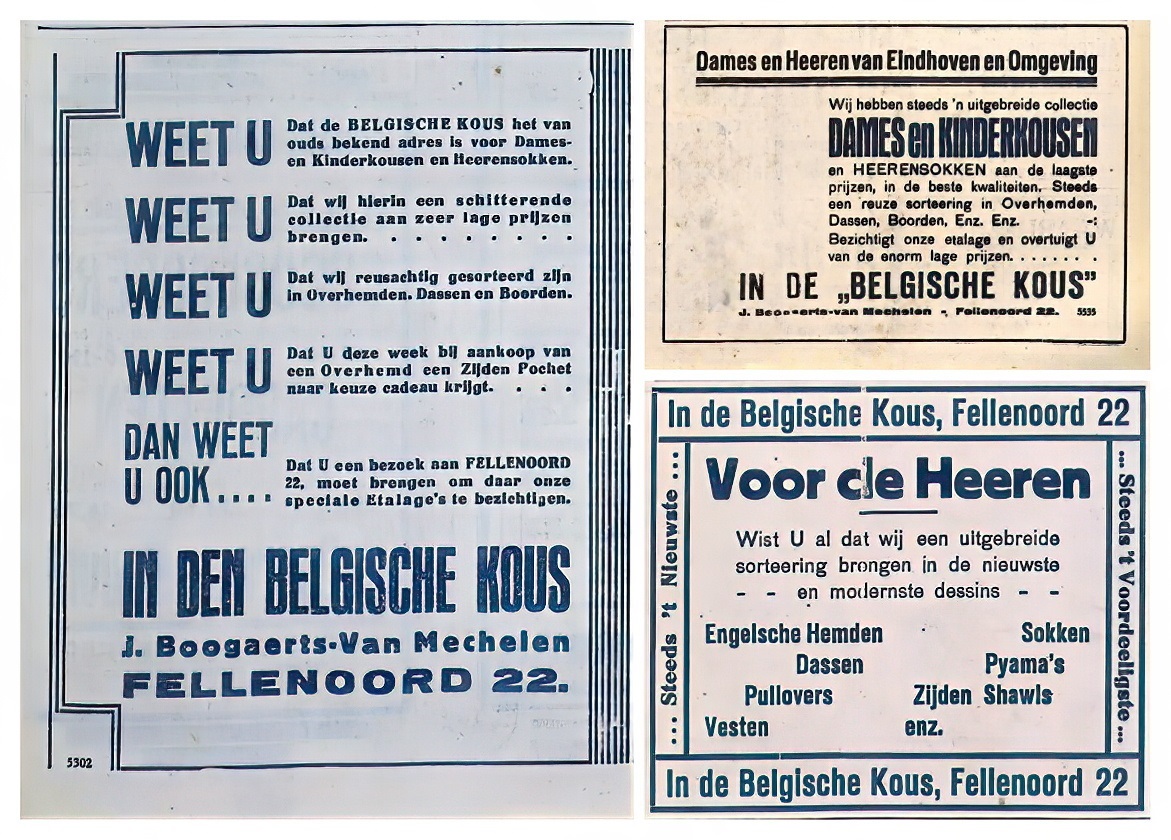 WEET U
Dat de BELGISCHE KOUS het van
ouds bekend adres is voor Dames-
en Kinderkousen en Heerensokken.
WEET U
Dat wij hierin een schitterende
collectie aan zeer lage prijzen
brengen. . . . . . . . .
WEET U
Dat wij reusachtig gesorteerd zijn
in Overhemden. Dassen en Boorden.
WEET U
Dat U deze week bij aankoop van
een Overhemd een Zijden Pochet
naar keuze cadeau krijgt. . . .
DAN WEET
U OOK....
Dat U een bezoek aan FELLENOORD
22, moet brengen om daar onze
speciale Etalage's te bezichtigen.
IN DEN BELGISCHE KOUS
J. Boogaerts-Van Mechelen
FELLENOORD 22.
5302
Dames en Heeren van Eindhoven en Omgeving
Wij hebben steeds 'n uitgebreide collectie
DAMES en KINDERKOUSEN
en HEERENSOKKEN aan de laagste
prijzen, in de beste kwaliteiten. Steeds
een reuze sorteering in Overhemden,
Dassen, Boorden, Enz. Enz. -:
Bezichtigt onze etalage en overtuigt U
van de enorm lage prijzen. . . . . . .
IN DE „BELGISCHE KOUS”
J. Boogaerts-van Mechelen - Fellenoord 22. 5535
In de Belgische Kous, Fellenoord 22
... Steeds 't Nieuwste ...
Voor de Heeren
Wist U al dat wij een uitgebreide
sorteering brengen in de nieuwste
- - en modernste dessins - -
Engelsche Hemden Sokken
Dassen Pyama's
Pullovers Zijden Shawls
Vesten enz.
... Steeds 't Voordeeligste ...
In de Belgische Kous, Fellenoord 22